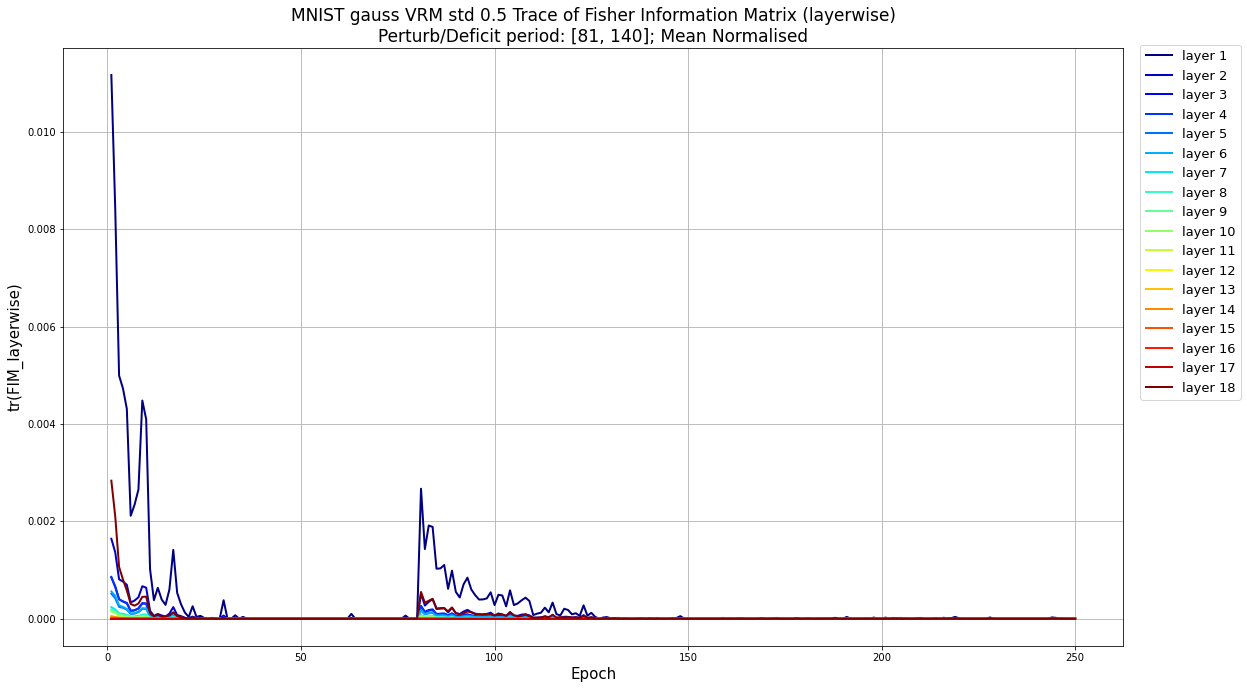 MNIST gauss VRM std 0.5 Trace of Fisher Information Matrix (layerwise)
Perturb/Deficit period: [81, 140]; Mean Normalised
layer 1
layer 2
layer 3
layer 4
layer 5
layer 6
layer 7
layer 8
layer 9
layer 10
layer 11
layer 12
layer 13
layer 14
layer 15
layer 16
layer 17
layer 18
tr(FIM_layerwise)
0.010
0.008
0.006
0.004
0.002
0.000
0
50
100
150
200
250
Epoch